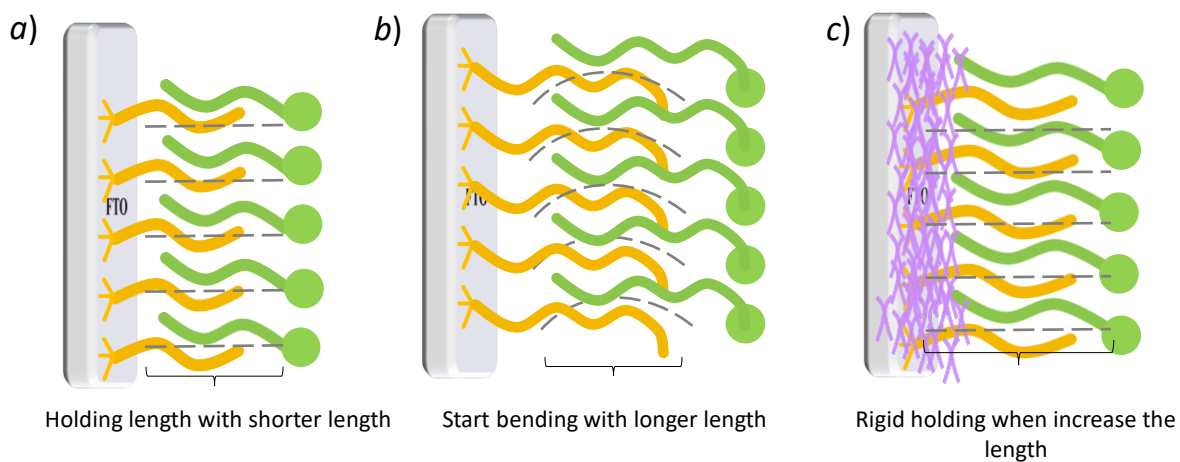 a)
b)
c)
FTO
FTO
FTO
Holding length with shorter length
Start bending with longer length
Rigid holding when increase the
length